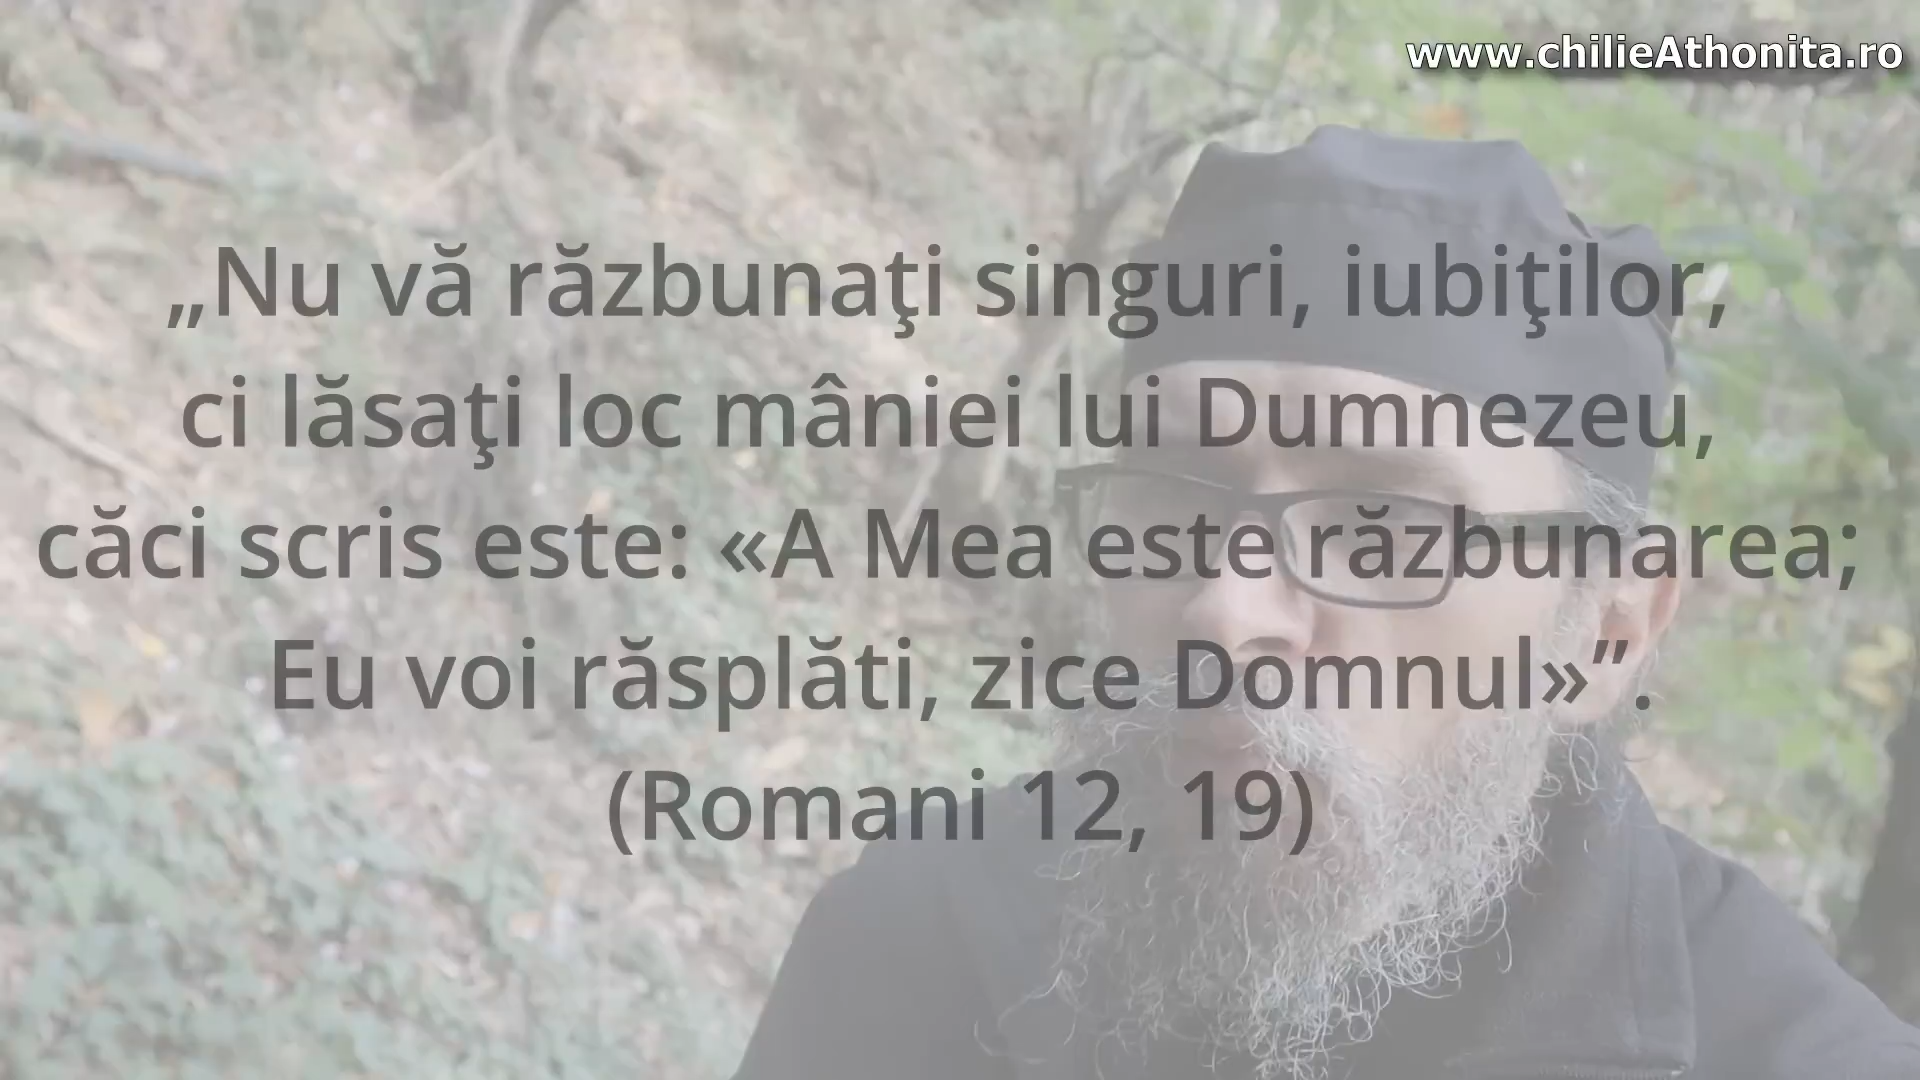 www.chilieAthonita.ro
„Nu vă răzbunaţi singuri, iubiţilor,
ci lăsaţi loc mâniei lui Dumnezeu,
căci scris este: «A Mea este răzbunarea;
Eu voi răsplăti, zice Domnul»”.
(Romani 12, 19)